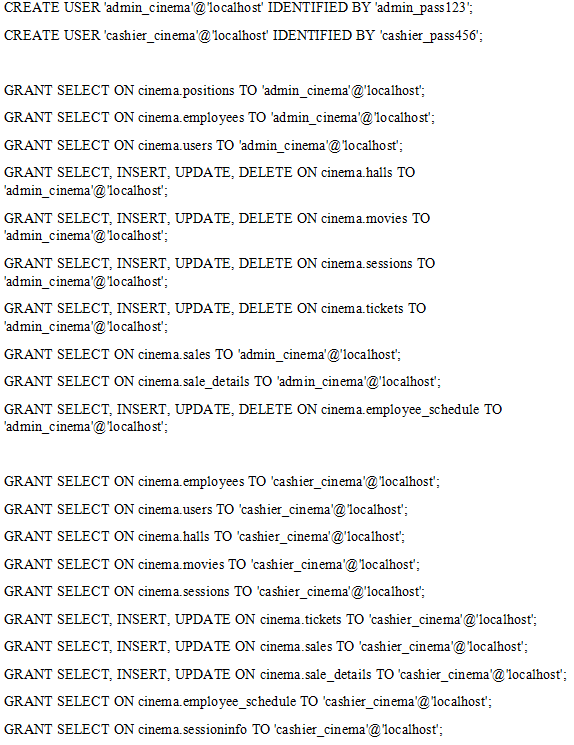 CREATE USER 'admin_cinema'@'localhost' IDENTIFIED BY 'admin_pass123';
CREATE USER 'cashier_cinema'@'localhost' IDENTIFIED BY 'cashier_pass456';
GRANT SELECT ON cinema.positions TO 'admin_cinema'@'localhost';
GRANT SELECT ON cinema.employees TO 'admin_cinema'@'localhost';
GRANT SELECT ON cinema.users TO 'admin_cinema'@'localhost';
GRANT SELECT, INSERT, UPDATE, DELETE ON cinema.halls TO
'admin_cinema'@'localhost';
GRANT SELECT, INSERT, UPDATE, DELETE ON cinema.movies TO
'admin_cinema'@'localhost';
GRANT SELECT, INSERT, UPDATE, DELETE ON cinema.sessions TO
'admin_cinema'@'localhost';
GRANT SELECT, INSERT, UPDATE, DELETE ON cinema.tickets TO
'admin_cinema'@'localhost';
GRANT SELECT ON cinema.sales TO 'admin_cinema'@'localhost';
GRANT SELECT ON cinema.sale_details TO 'admin_cinema'@'localhost';
GRANT SELECT, INSERT, UPDATE, DELETE ON cinema.employee_schedule TO
'admin_cinema'@'localhost';
GRANT SELECT ON cinema.employees TO 'cashier_cinema'@'localhost';
GRANT SELECT ON cinema.users TO 'cashier_cinema'@'localhost';
GRANT SELECT ON cinema.halls TO 'cashier_cinema'@'localhost';
GRANT SELECT ON cinema.movies TO 'cashier_cinema'@'localhost';
GRANT SELECT ON cinema.sessions TO 'cashier_cinema'@'localhost';
GRANT SELECT, INSERT, UPDATE ON cinema.tickets TO 'cashier_cinema'@'localhost';
GRANT SELECT, INSERT, UPDATE ON cinema.sales TO 'cashier_cinema'@'localhost';
GRANT SELECT, INSERT, UPDATE ON cinema.sale_details TO 'cashier_cinema'@'localhost';
GRANT SELECT ON cinema.employee_schedule TO 'cashier_cinema'@'localhost';
GRANT SELECT ON cinema.sessioninfo TO 'cashier_cinema'@'localhost';